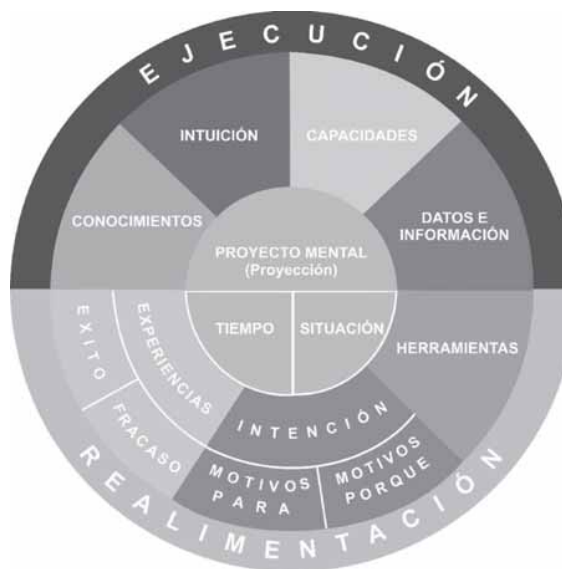 EJECUCIÓN
INTUICIÓN
CAPACIDADES
CONOCIMIENTOS
DATOS E
INFORMACIÓN
PROYECTO MENTAL
(Proyección)
TIEMPO
SITUACIÓN
HERRAMIENTAS
EXITO
EXPERIENCIAS
FRACASO
INTENCIÓN
MOTIVOS
PARA
MOTIVOS
PORQUE
REALIMENTACIÓN